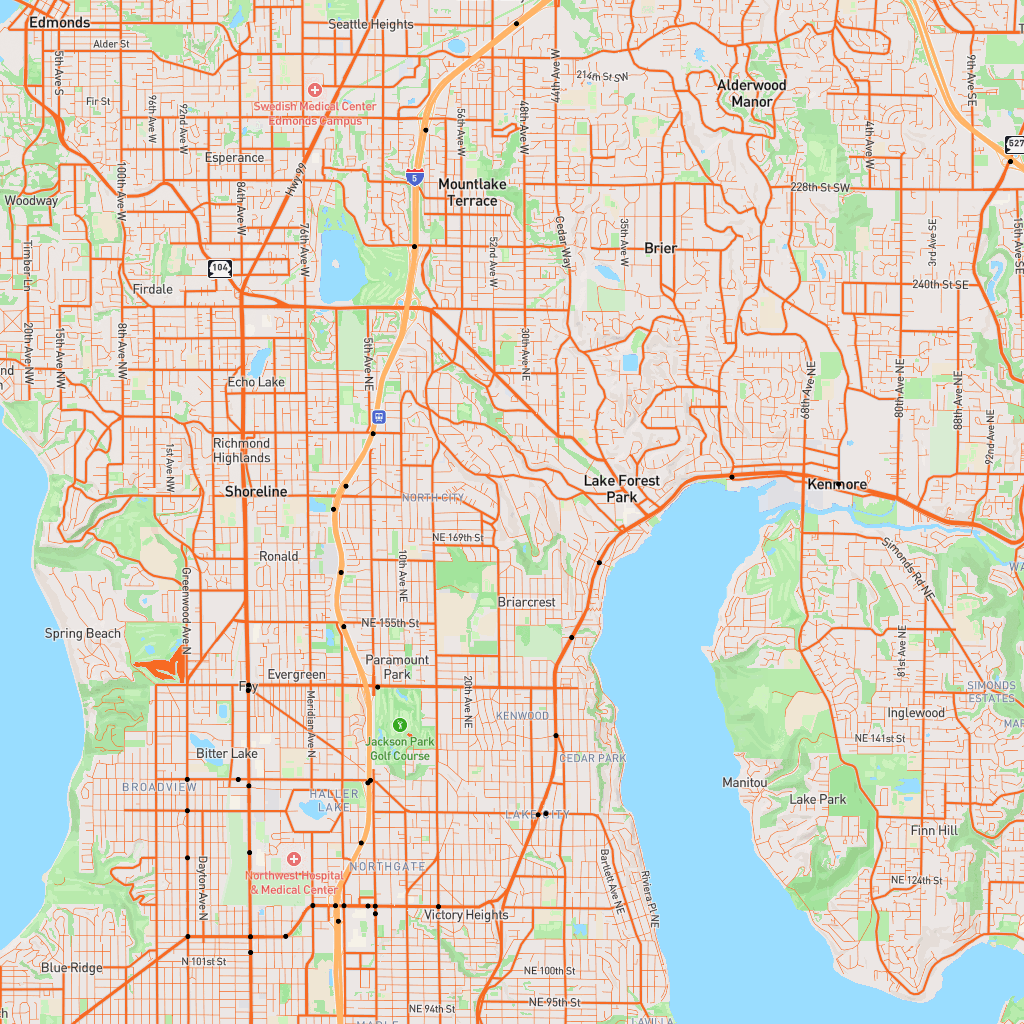 Edmonds
Seattle Heights
Alder St
5th Ave S
44th Ave W
214th St SW
Alderwood
Manor
9th Ave SE
Swedish Medical Center
Edmonds Campus
Fir St
96th Ave W
92nd Ave W
56th Ave W
48th Ave W
4th Ave W
527
Esperance
Hwy 99
5
Mountlake
Terrace
228th St SW
Woodway
100th Ave W
84th Ave W
76th Ave W
52nd Ave W
Cedar Way
35th Ave W
Brier
3rd Ave SE
15th Ave SE
Timber Ln
104
Firdale
240th St SE
20th Ave NW
15th Ave NW
8th Ave NW
5th Ave NE
30th Ave NE
Echo Lake
68th Ave NE
80th Ave NE
88th Ave NE
92nd Ave NE
1st Ave NW
Richmond
Highlands
Shoreline
NORTH CITY
Lake Forest
Park
Kenmore
NE 169th St
Ronald
10th Ave NE
Simonds Rd NE
Greenwood Ave N
Briarcrest
NE 155th St
Spring Beach
81st Ave NE
Paramount
Park
Evergreen
Foy
Meridian Ave N
20th Ave NE
KENWOOD
SIMONDS
ESTATES
Inglewood
Jackson Park
Golf Course
NE 141st St
Bitter Lake
CEDAR PARK
BROADVIEW
HALLER
LAKE
Manitou
Lake Park
LAKE CITY
Finn Hill
NORTHGATE
Northwest Hospital
& Medical Center
Dayton Ave N
Bartlett Ave NE
Riviera Pl NE
NE 124th St
Victory Heights
N 101st St
Blue Ridge
NE 100th St
NE 95th St
NE 94th St
MAPLE